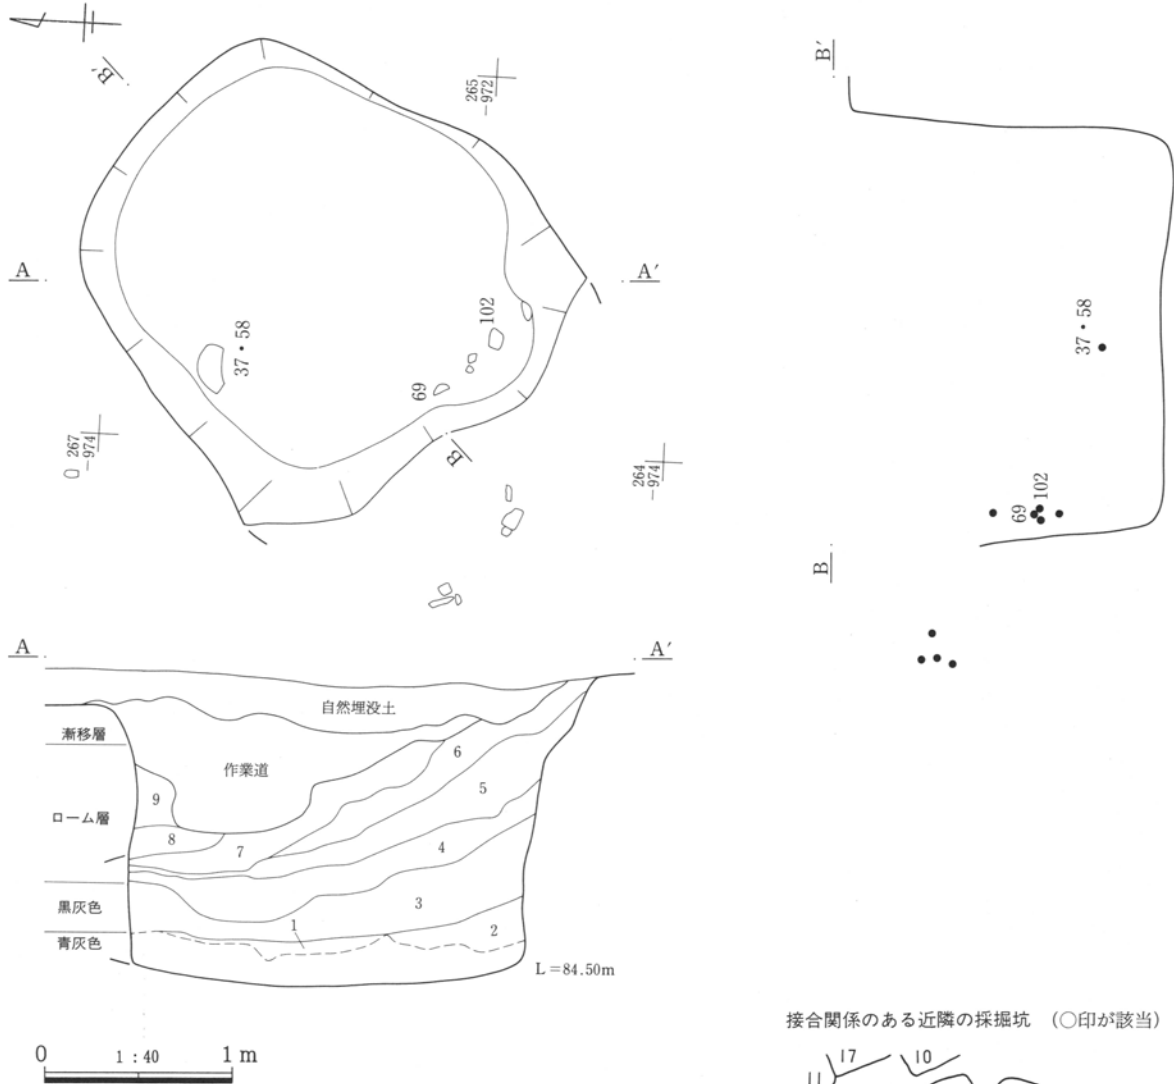 B′
B′
265
−972
A
A′
102
37・58
37・58
69
267
−974
B
264
−974
69
102
B
A
A′
自然埋没土
漸移層
6
作業道
5
9
ローム層
8
7
4
黒灰色
3
1
2
青灰色
L=84.50m
接合関係のある近隣の採掘坑 (○印が該当)
0 1:40 1 m
17
10
11